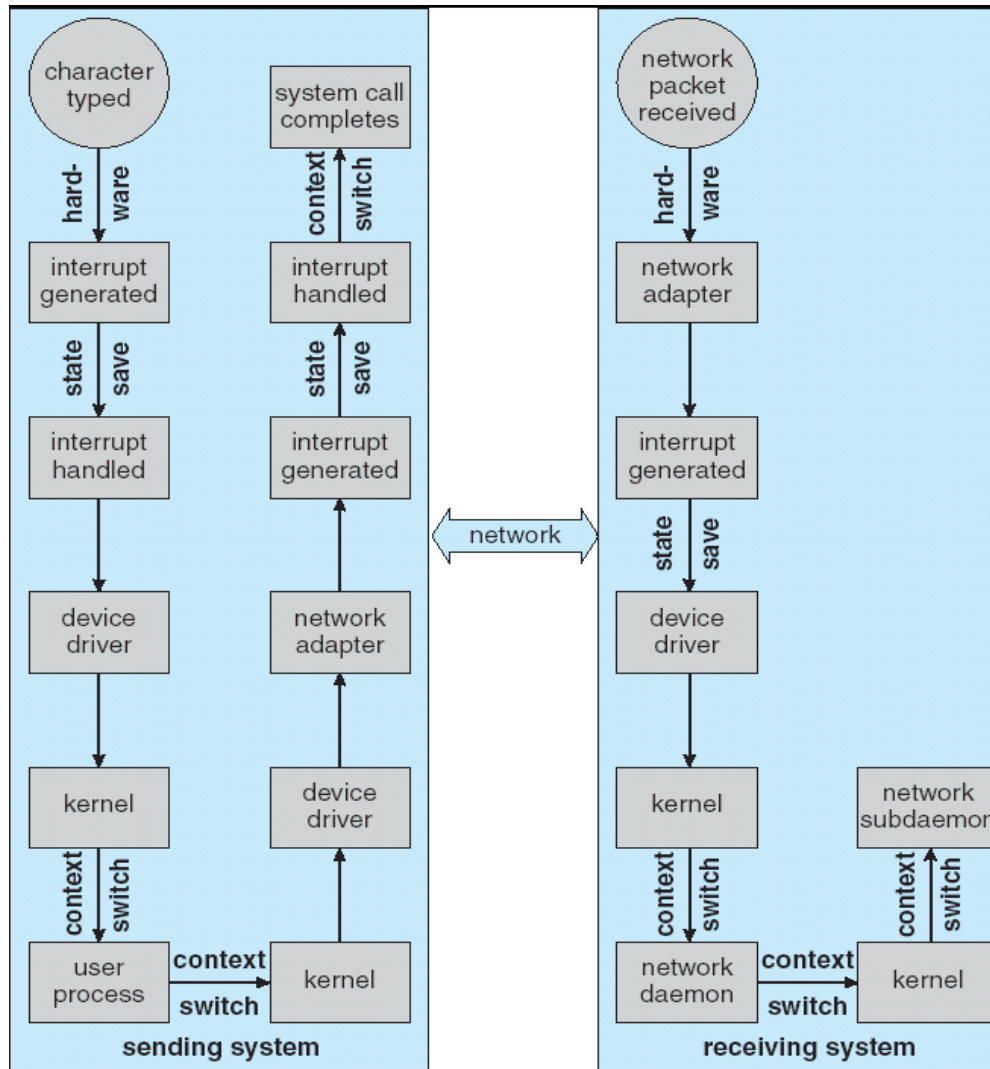 character
typed
hard-
ware
interrupt
generated
state
save
interrupt
handled
device
driver
kernel
context
switch
user
process
context
switch
kernel
device
driver
network
adapter
interrupt
generated
state
save
interrupt
handled
context
switch
system call
completes
sending system
network
network
packet
received
hard-
ware
network
adapter
interrupt
generated
state
save
device
driver
kernel
context
switch
network
daemon
context
switch
kernel
context
switch
network
subdaemon
receiving system